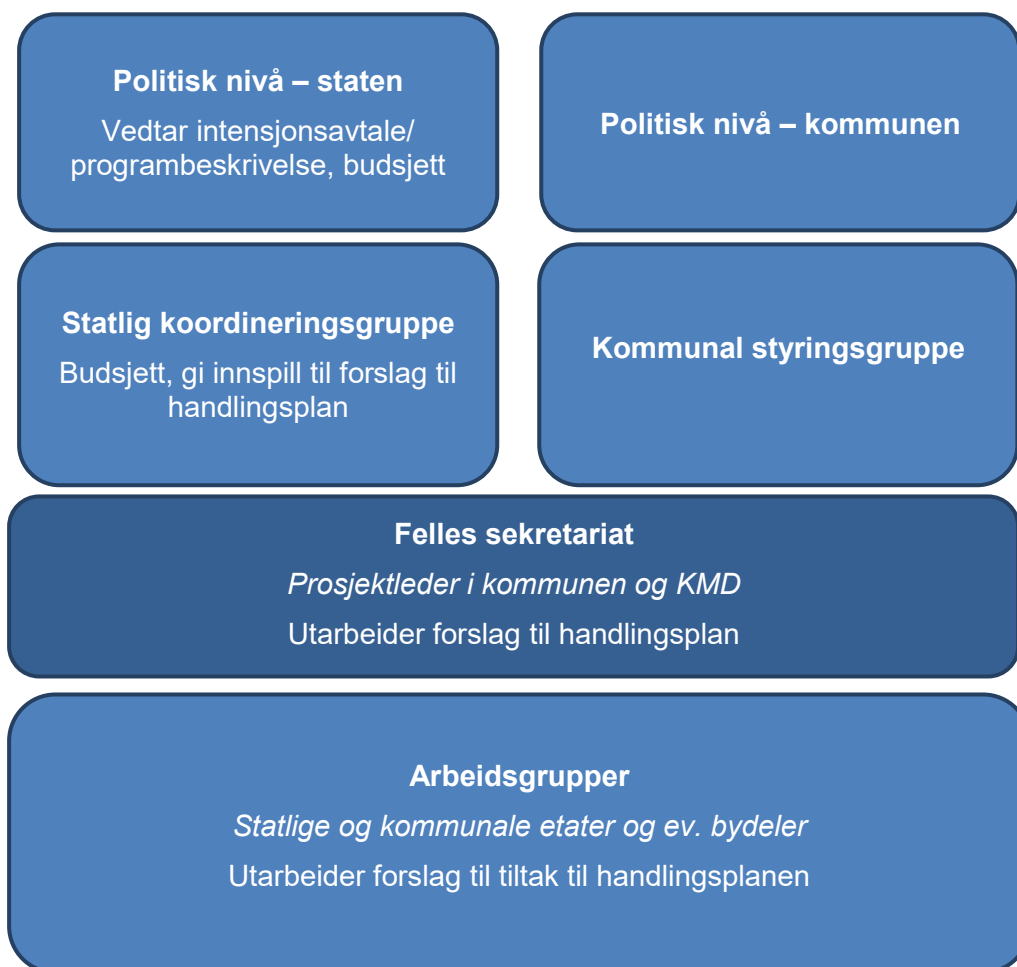 Politisk nivå – staten
Vedtar intensjonsavtale/
programbeskrivelse, budsjett
Politisk nivå – kommunen
Statlig koordineringsgruppe
Budsjett, gi innspill til forslag til
handlingsplan
Kommunal styringsgruppe
Felles sekretariat
Prosjektleder i kommunen og KMD
Utarbeider forslag til handlingsplan
Arbeidsgrupper
Statlige og kommunale etater og ev. bydeler
Utarbeider forslag til tiltak til handlingsplanen